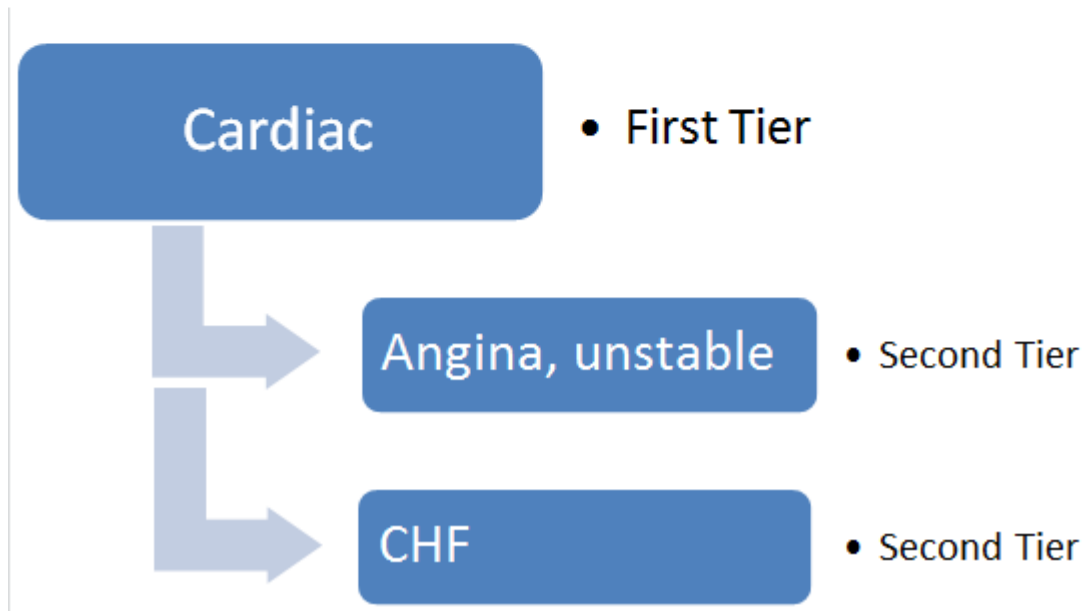 Cardiac
• First Tier
Angina, unstable
• Second Tier
CHF
• Second Tier